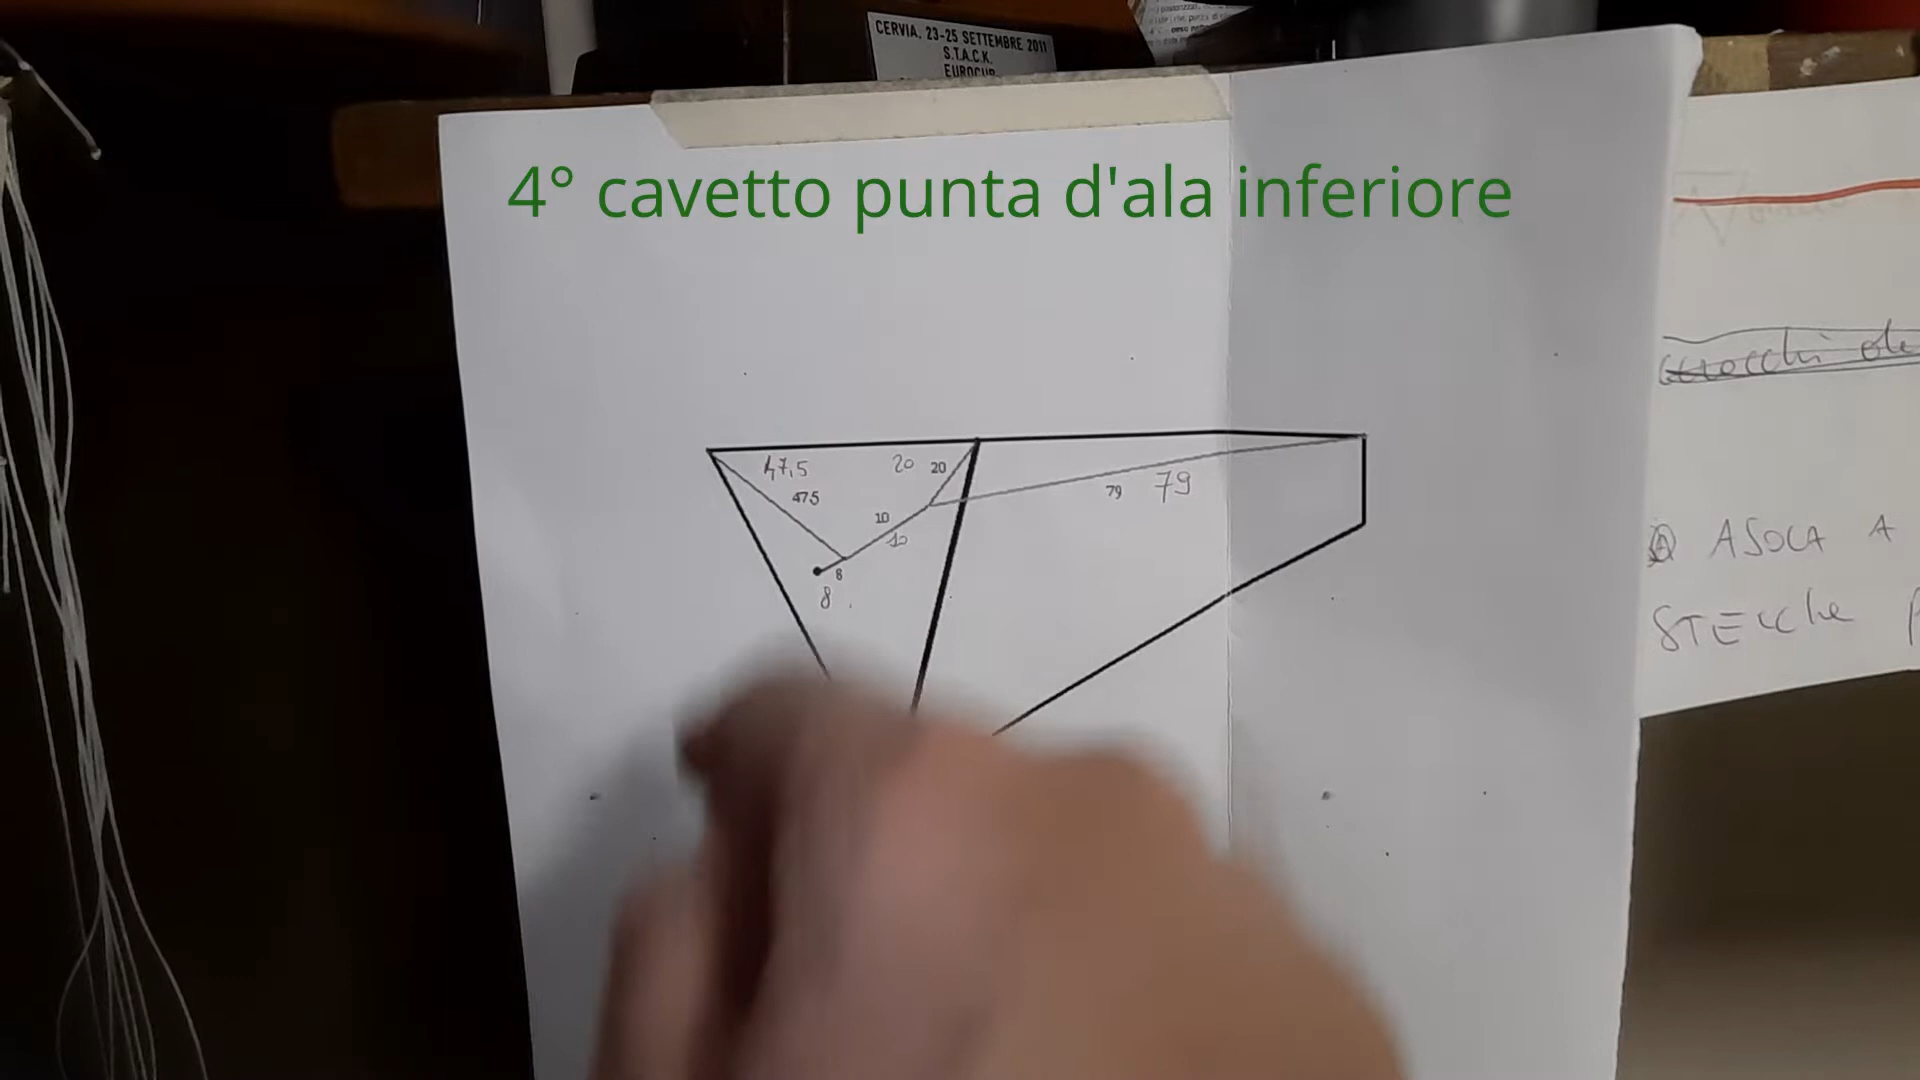 CERVIA, 23-25 SETTEMBRE 2011
S.T.A.C.K.
EUROCUP
4° cavetto punta d'ala inferiore
47,5
20
20
475
79
79
10
10
8
8
ASOLA A
STECche